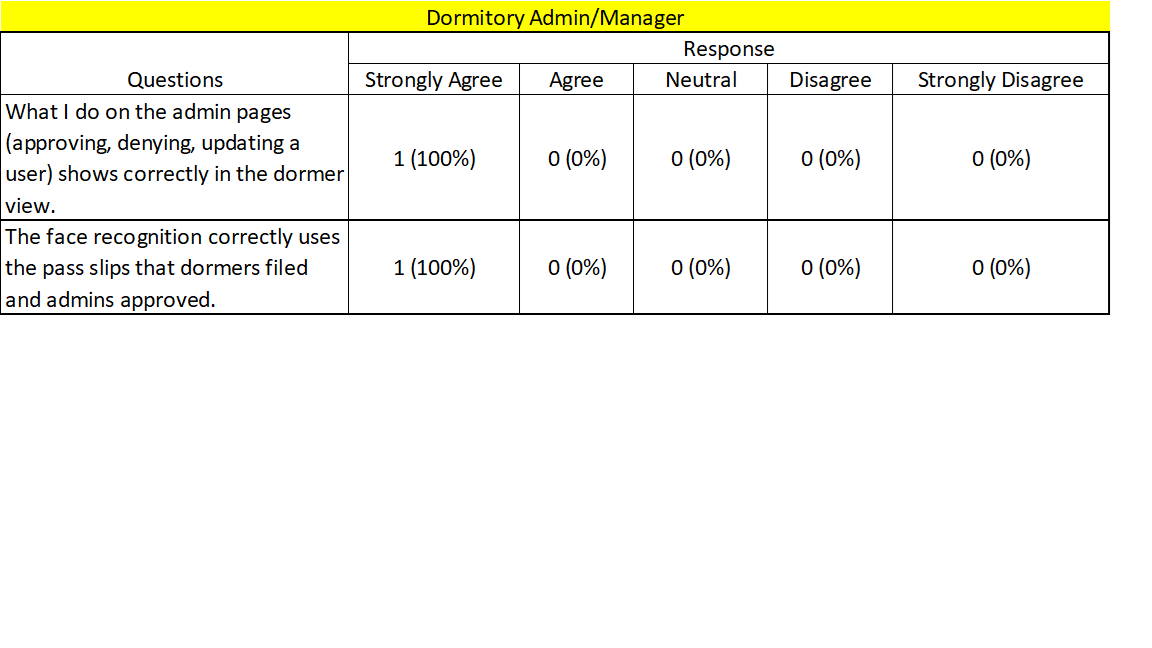 Dormitory Admin/Manager
Response
Questions
Strongly Agree Agree Neutral Disagree Strongly Disagree
What I do on the admin pages
(approving, denying, updating a
user) shows correctly in the dormer
view.
1 (100%) 0 (0%) 0 (0%) 0 (0%) 0 (0%)
The face recognition correctly uses
the pass slips that dormers filed
and admins approved.
1 (100%) 0 (0%) 0 (0%) 0 (0%) 0 (0%)